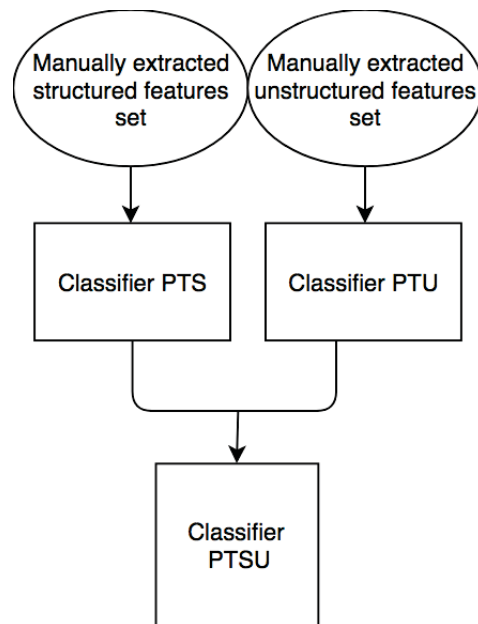 Manually extracted
structured features
set
Manually extracted
unstructured features
set
Classifier PTS
Classifier PTU
Classifier
PTSU